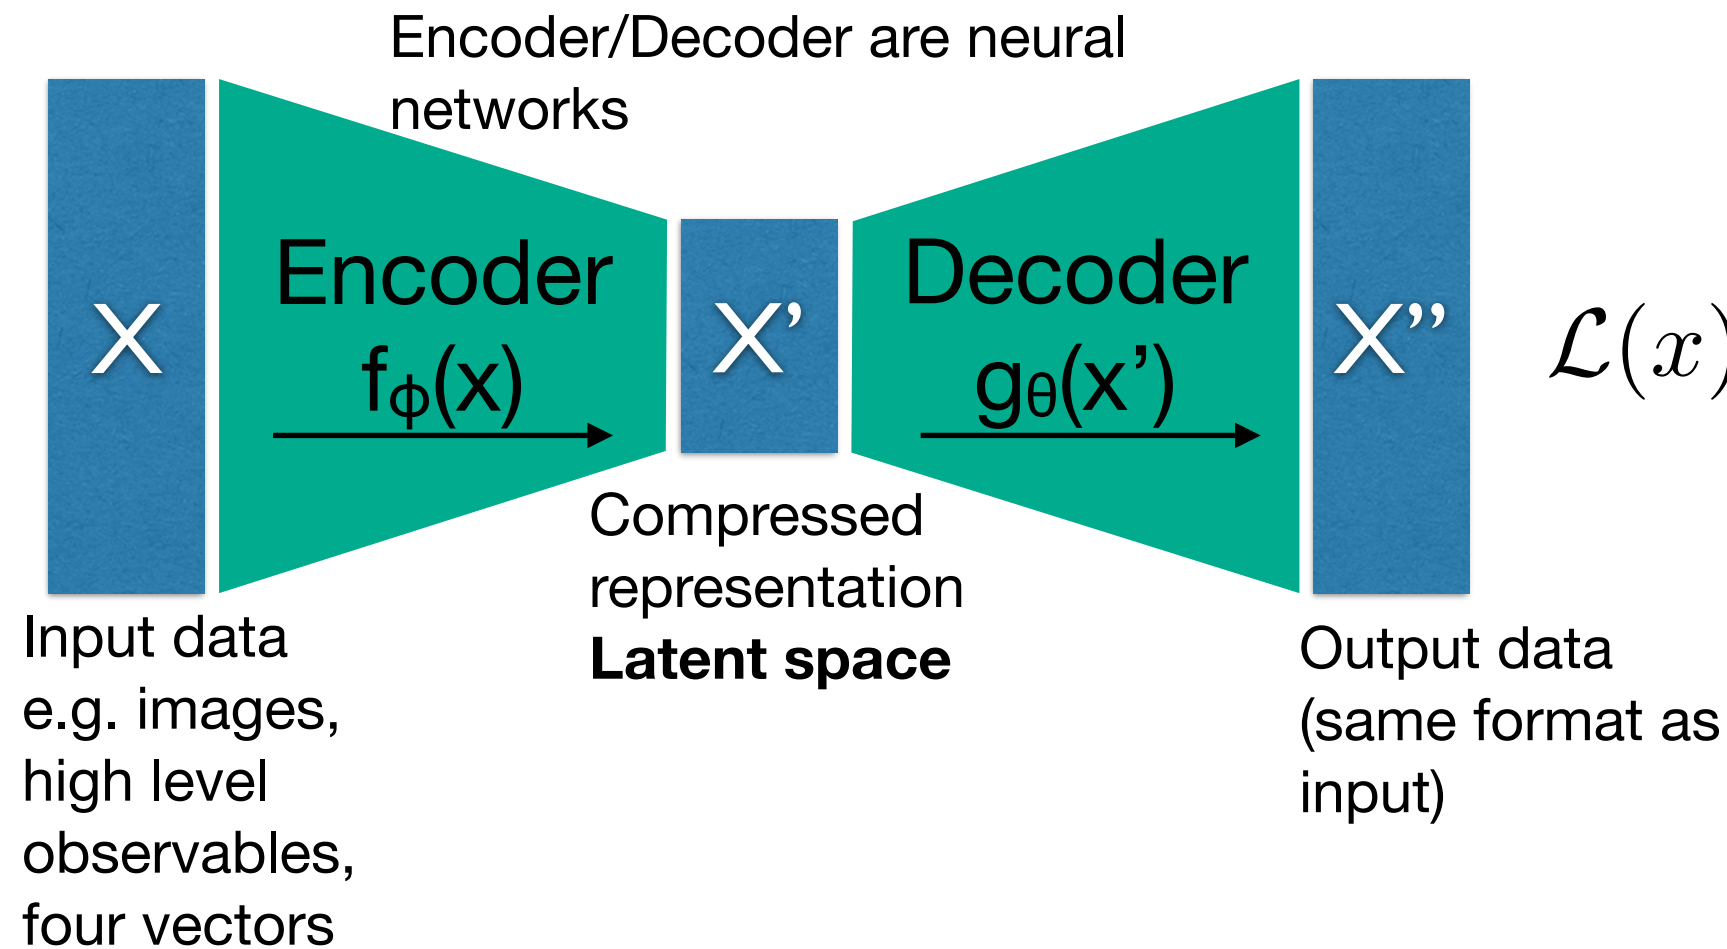 Encoder/Decoder are neural
networks
X
Encoder
fϕ(x)
X’
Decoder
gθ(x’)
X’’
ℒ(x)
Compressed
representation
Latent space
Input data
e.g. images,
high level
observables,
four vectors
Output data
(same format as
input)